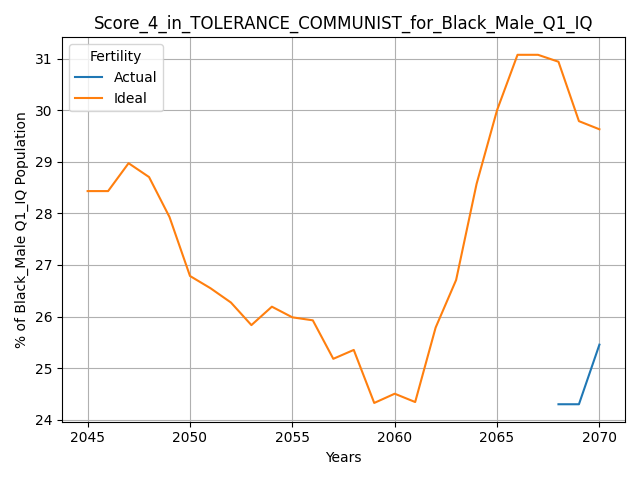 Score_4_in_TOLERANCE_COMMUNIST_for_Black_Male_Q1_IQ
Fertility
Actual
Ideal
% of Black_Male Q1_IQ Population
31
30
29
28
27
26
25
24
2045
2050
2055
2060
2065
2070
Years